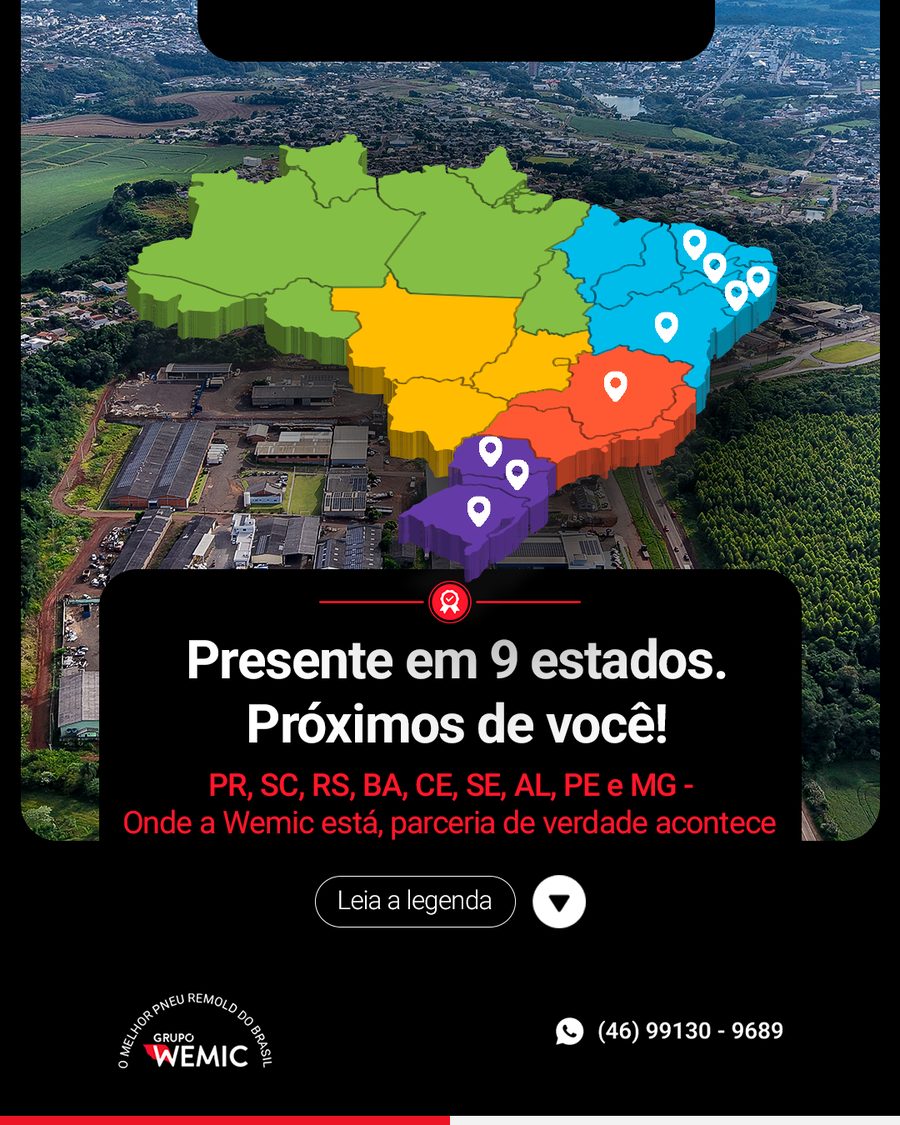 Presente em 9 estados.
Próximos de você!
PR, SC, RS, BA, CE, SE, AL, PE e MG -
Onde a Wemic está, parceria de verdade acontece
Leia a legenda
O MELHOR PNEU REMOLD DO BRASIL
GRUPO
WEMIC
(46) 99130 - 9689